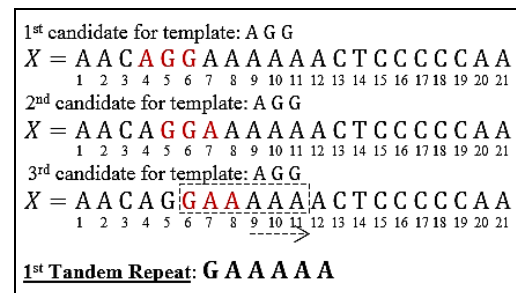 1st candidate for template: A G G
X = A A C A G G A A A A A A C T C C C C C A A
1 2 3 4 5 6 7 8 9 10 11 12 13 14 15 16 17 18 19 20 21
2nd candidate for template: A G G
X = A A C A G G A A A A A A C T C C C C C A A
1 2 3 4 5 6 7 8 9 10 11 12 13 14 15 16 17 18 19 20 21
3rd candidate for template: A G G
X = A A C A G G A A A A A A C T C C C C C A A
1 2 3 4 5 6 7 8 9 10 11 12 13 14 15 16 17 18 19 20 21
1st Tandem Repeat: G A A A A A